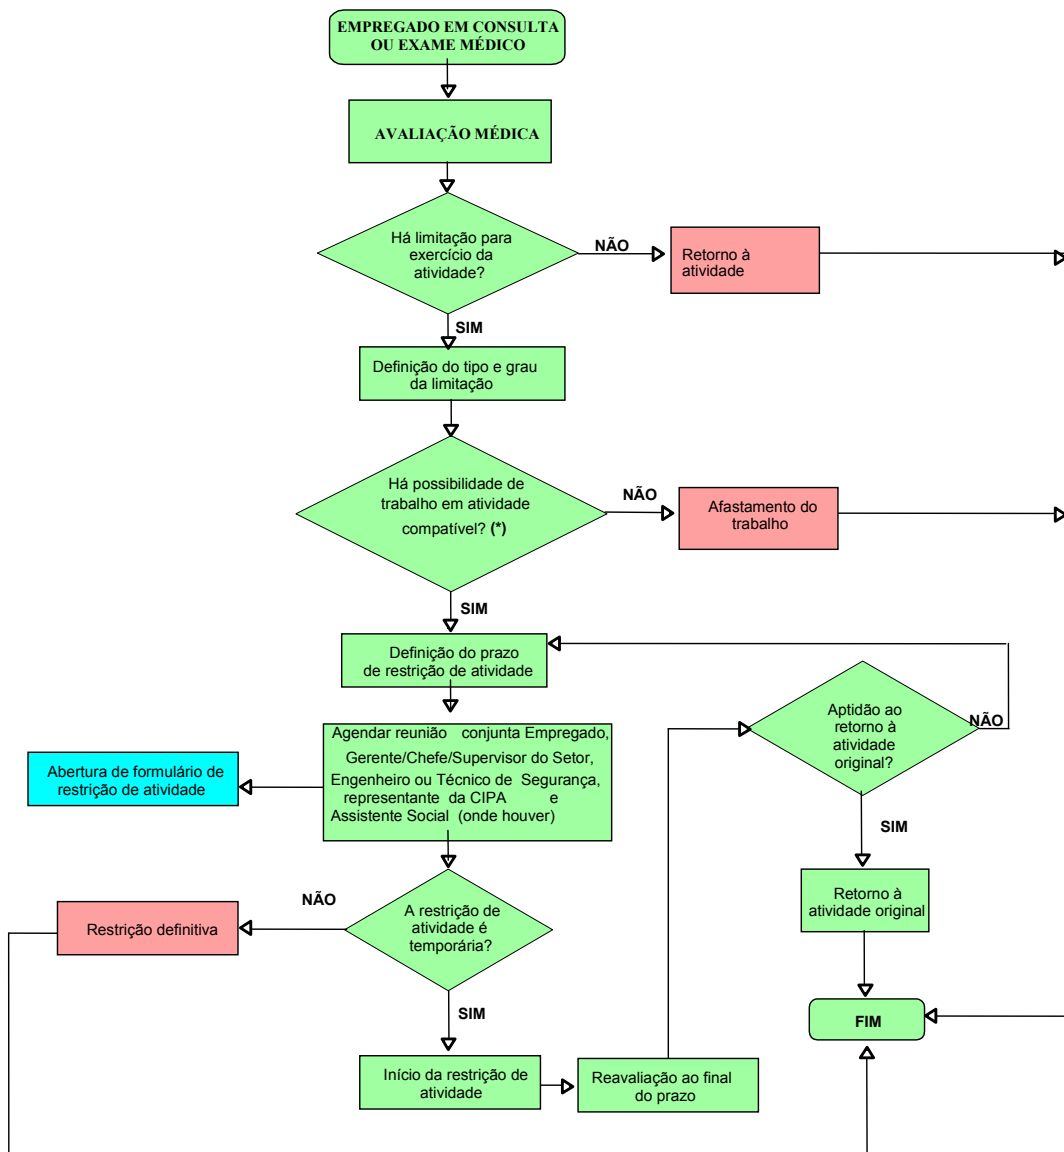 EMPREGADO EM CONSULTA
OU EXAME MÉDICO
AVALIAÇÃO MÉDICA
Há limitação para
exercício da
atividade?
NÃO
Retorno à
atividade
SIM
Definição do tipo e grau
da limitação
Há possibilidade de
trabalho em atividade
compatível? (*)
NÃO
Afastamento do
trabalho
SIM
Definição do prazo
de restrição de atividade
Agendar reunião conjunta Empregado,
Gerente/Chefe/Supervisor do Setor,
Engenheiro ou Técnico de Segurança,
representante da CIPA e
Assistente Social (onde houver)
Abertura de formulário de
restrição de atividade
A restrição de
atividade é
temporária?
NÃO
Restrição definitiva
SIM
Início da restrição de
atividade
Reavaliação ao final
do prazo
Aptidão ao
retorno à
atividade
original?
NÃO
SIM
Retorno à
atividade original
FIM